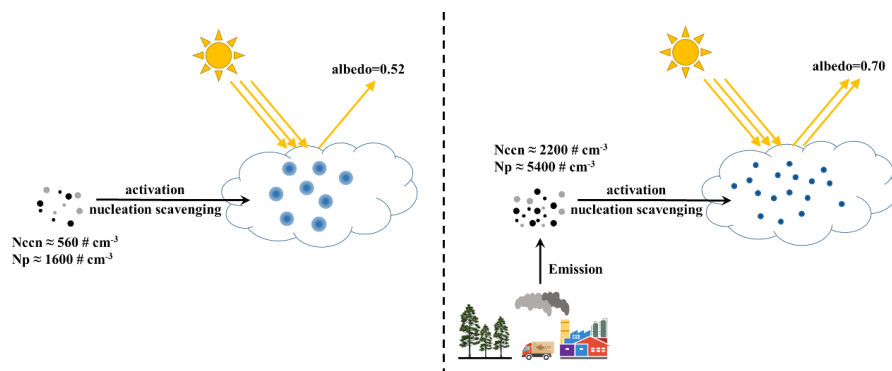 albedo=0.52
activation
nucleation scavenging
Nccn ≈ 560 # cm⁻³
Np ≈ 1600 # cm⁻³
albedo=0.70
Nccn ≈ 2200 # cm⁻³
Np ≈ 5400 # cm⁻³
activation
nucleation scavenging
Emission